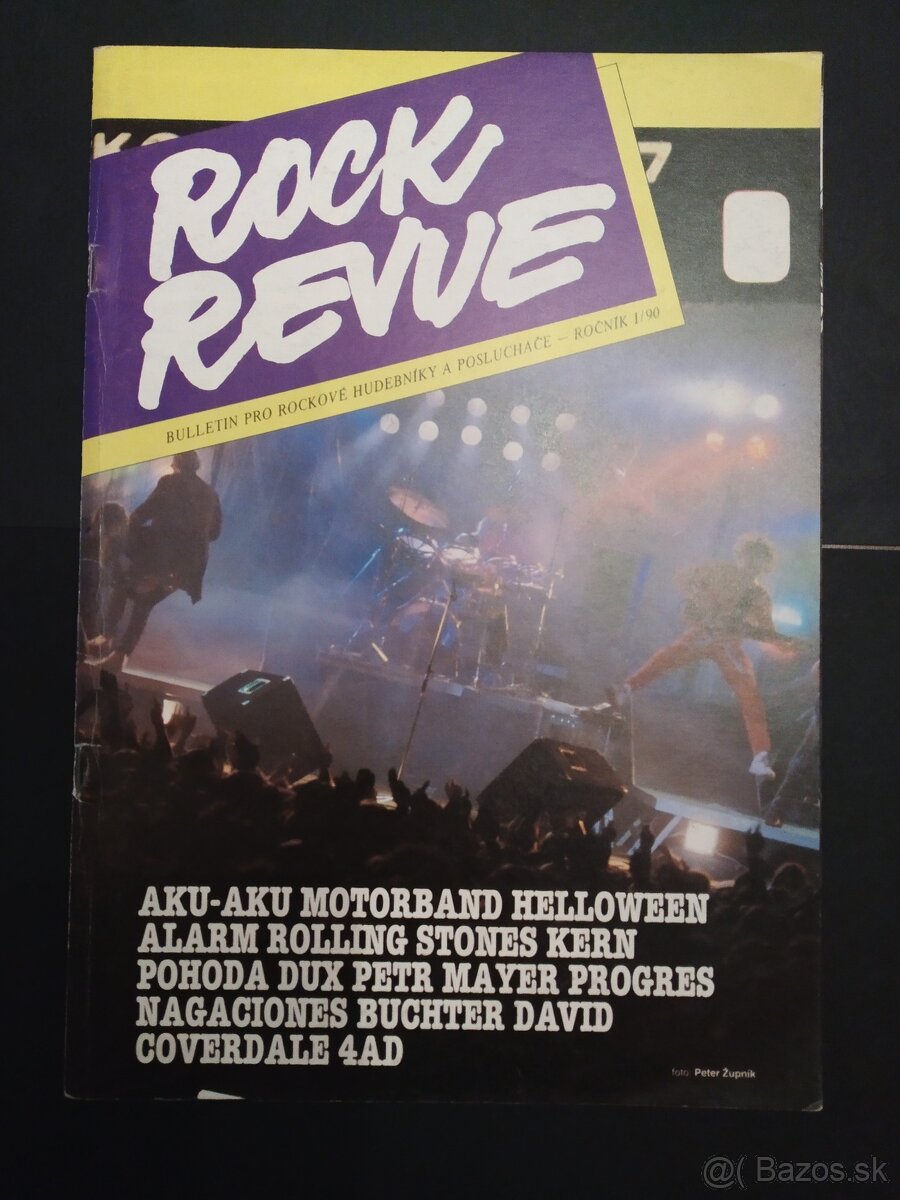 ROCK
REVUE
BULLETIN PRO ROCKOVÉ HUDEBNÍKY A POSLUCHAČE — ROČNÍK I/90
7
AKU-AKU MOTORBAND HELLOWEEN
ALARM ROLLING STONES KERN
POHODA DUX PETR MAYER PROGRES
NAGACIONES BUCHTER DAVID
COVERDALE 4AD
foto Peter Župník
@( Bazos.sk